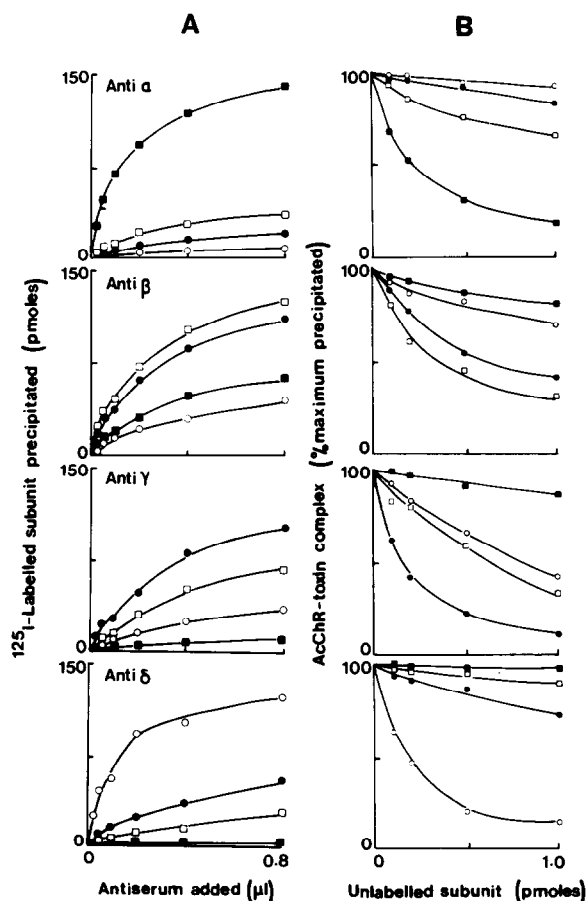 A
B
150
Anti α
0
150
Anti β
0
150
Anti γ
0
150
Anti δ
0
0
0.8
Antiserum added (µl)
¹²⁵I-Labelled subunit precipitated (pmoles)
100
0
100
0
100
0
100
0
0
1.0
Unlabelled subunit (pmoles)
AcChR-toxin complex (% maximum precipitated)